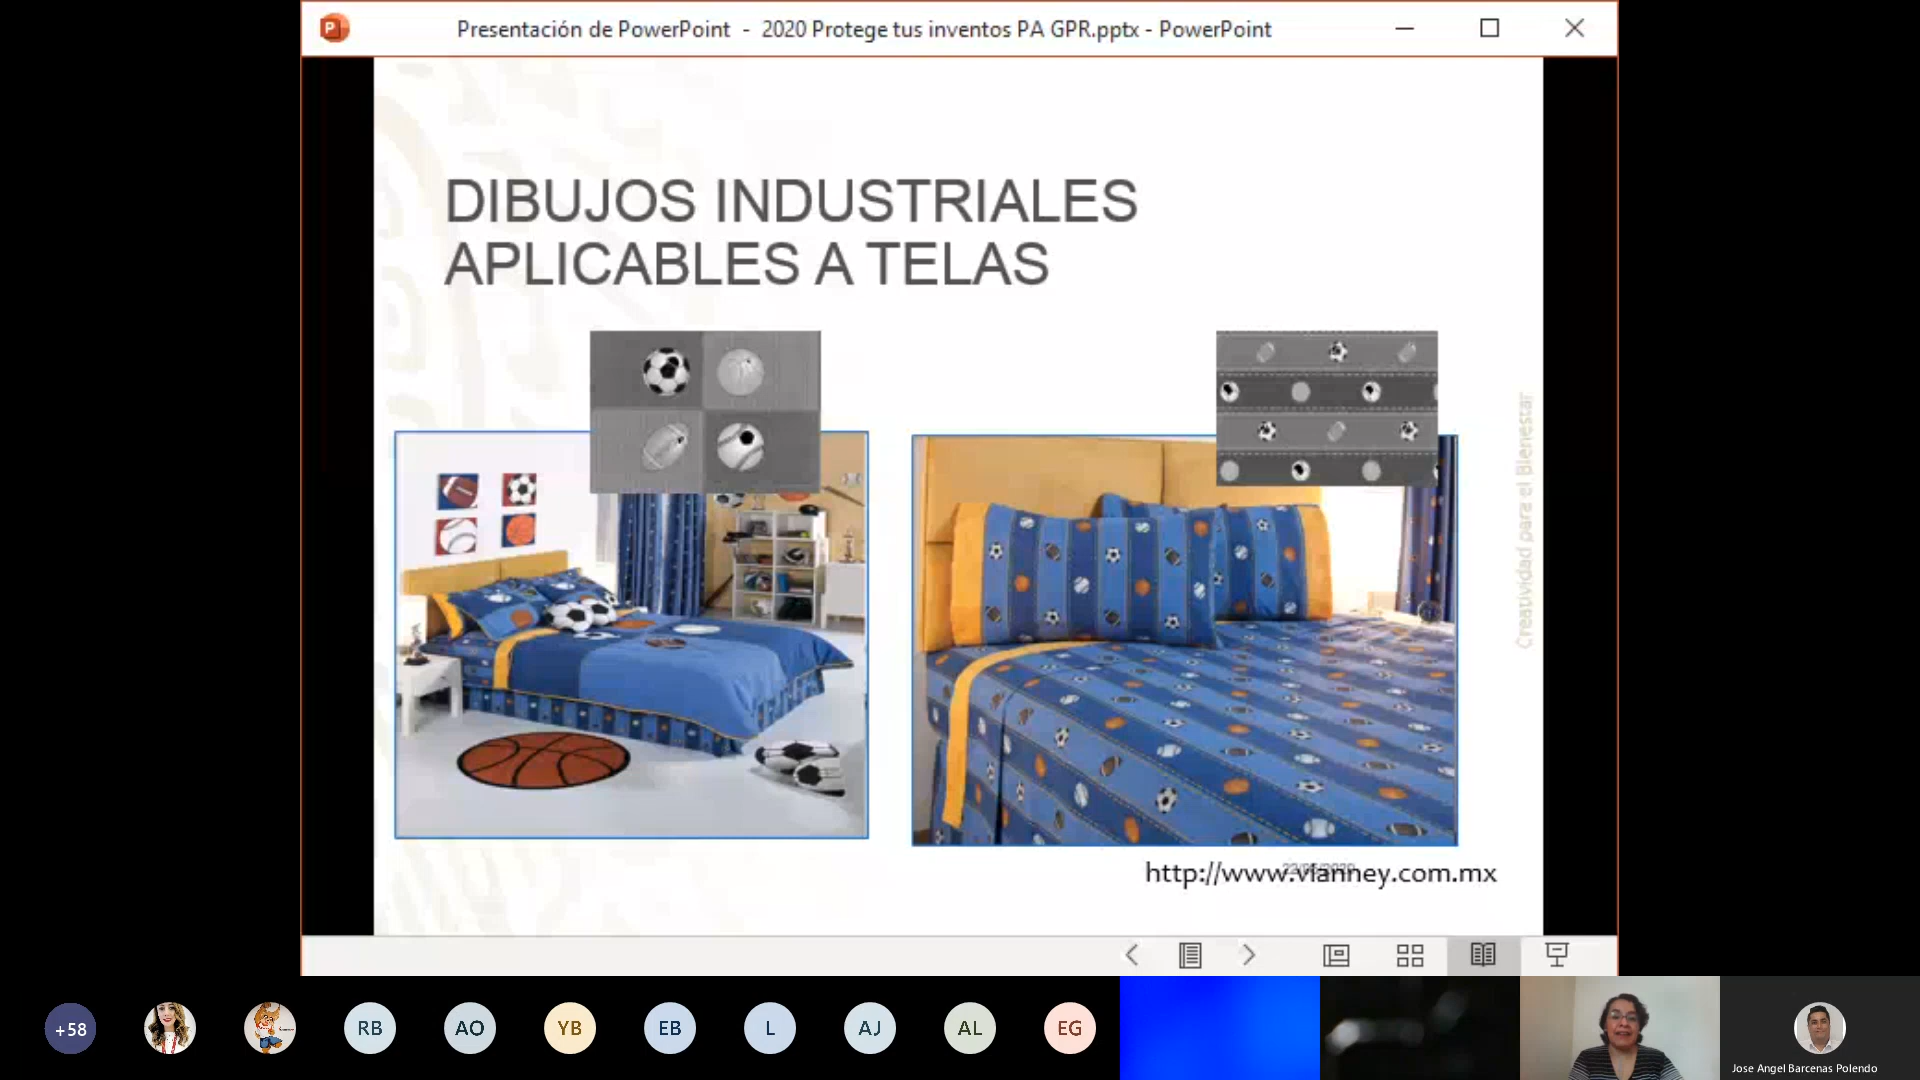 Presentación de PowerPoint - 2020 Protege tus inventos PA GPR.pptx - PowerPoint
DIBUJOS INDUSTRIALES
APLICABLES A TELAS
Creatividad para el Bienestar
http://www.vianney.com.mx
+58
RB
AO
YB
EB
L
AJ
AL
EG
Jose Angel Barcenas Polendo